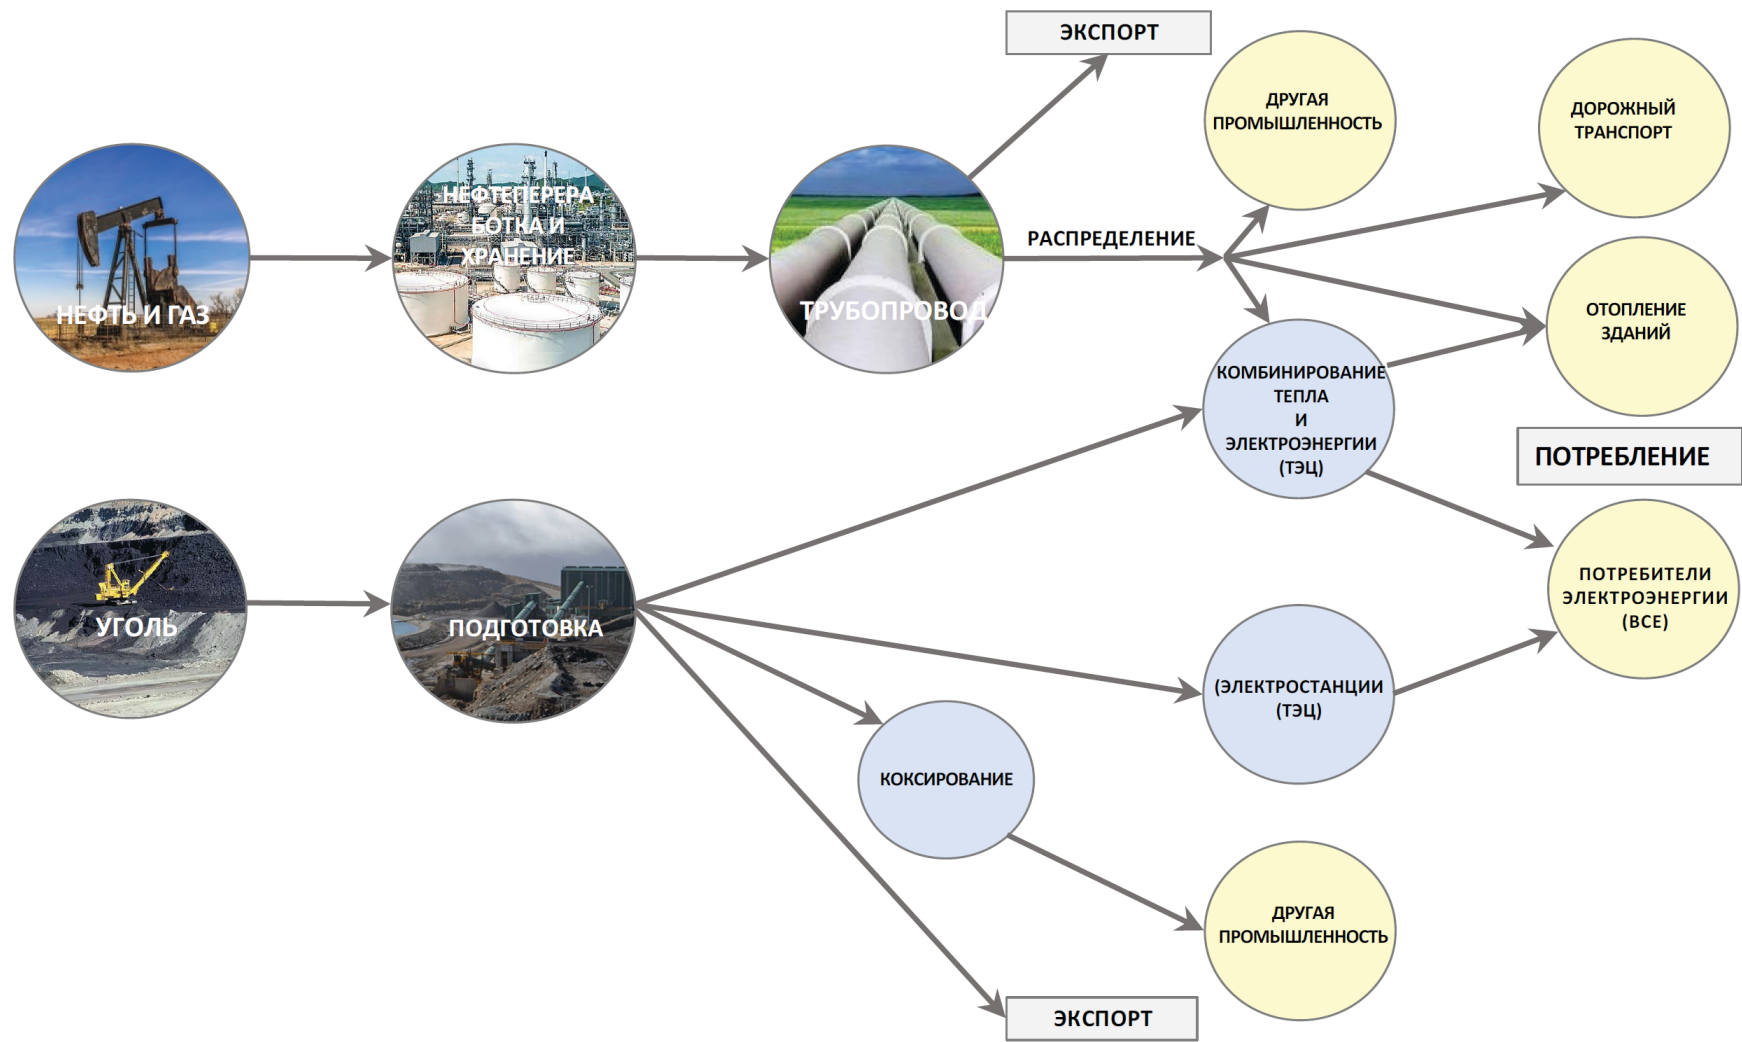 ЭКСПОРТ
ДРУГАЯ
ПРОМЫШЛЕННОСТЬ
ДОРОЖНЫЙ
ТРАНСПОРТ
НЕФТЬ И ГАЗ
НЕФТЕПЕРЕРА
БОТКА И
ХРАНЕНИЕ
ТРУБОПРОВОД
РАСПРЕДЕЛЕНИЕ
ОТОПЛЕНИЕ
ЗДАНИЙ
КОМБИНИРОВАНИЕ
ТЕПЛА
И
ЭЛЕКТРОЭНЕРГИИ
(ТЭЦ)
ПОТРЕБЛЕНИЕ
УГОЛЬ
ПОДГОТОВКА
ПОТРЕБИТЕЛИ
ЭЛЕКТРОЭНЕРГИИ
(ВСЕ)
(ЭЛЕКТРОСТАНЦИИ
(ТЭЦ)
КОКСИРОВАНИЕ
ДРУГАЯ
ПРОМЫШЛЕННОСТЬ
ЭКСПОРТ